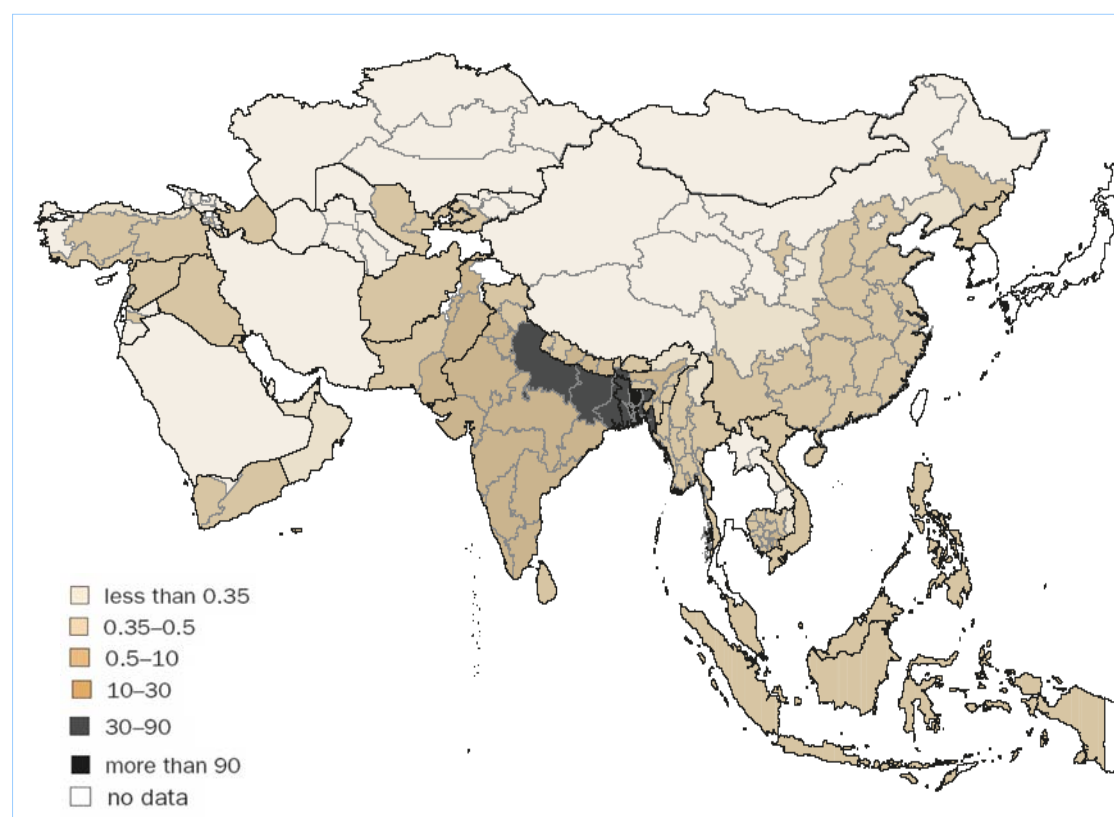 less than 0.35
0.35–0.5
0.5–10
10–30
30–90
more than 90
no data